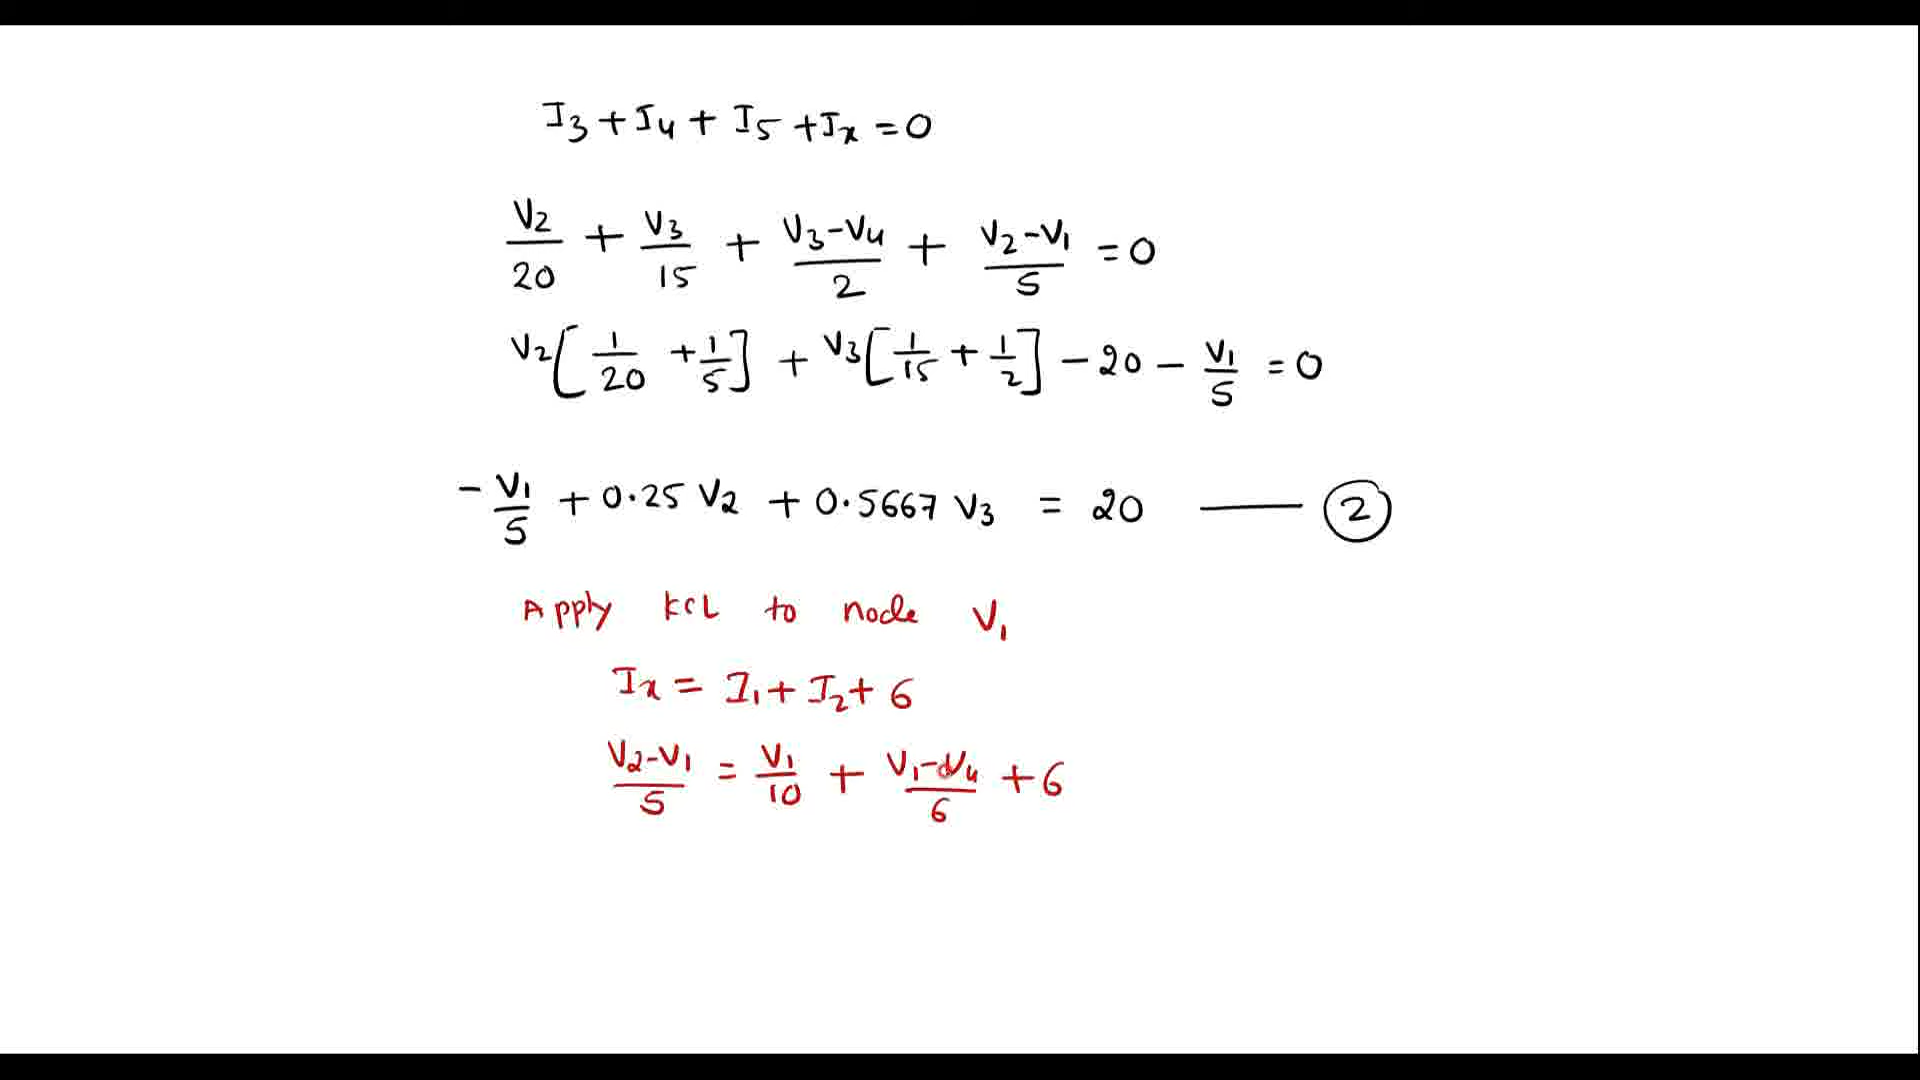 I3 + I4 + I5 + Ix = 0
V2/20 + V3/15 + (V3-V4)/2 + (V2-V1)/5 = 0
V2[1/20 + 1/5] + V3[1/15 + 1/2] - 20 - V1/5 = 0
-V1/5 + 0.25 V2 + 0.5667 V3 = 20 —— ②
Apply KCL to node V1
Ix = I1 + I2 + 6
(V2-V1)/5 = V1/10 + (V1-V4)/6 + 6